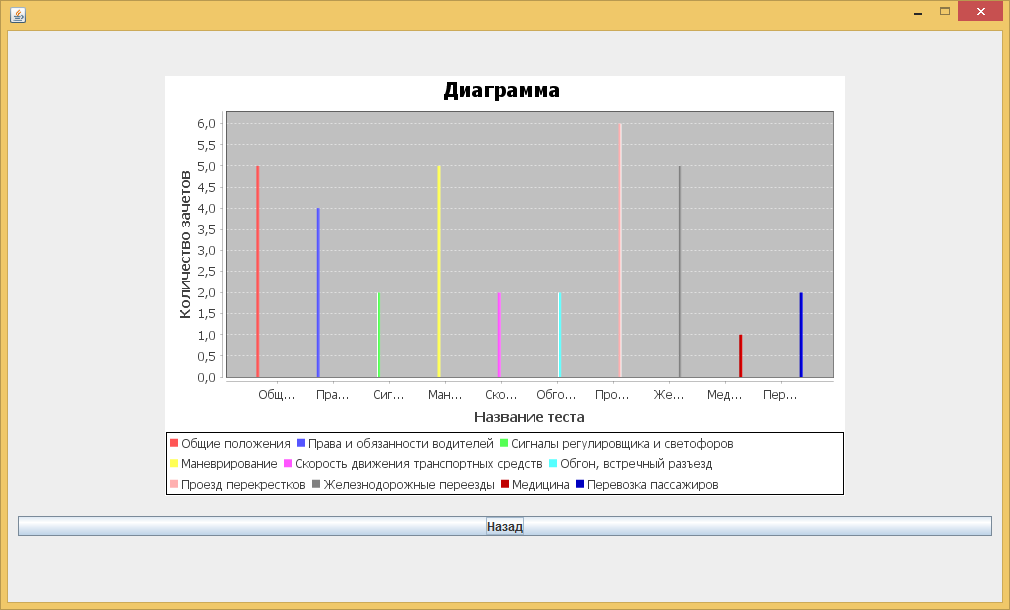 Диаграмма
6,0
5,5
5,0
4,5
4,0
3,5
3,0
2,5
2,0
1,5
1,0
0,5
0,0
Количество зачетов
Общ... Пра... Сиг... Ман... Ско... Обго... Про... Же... Мед... Пер...
Название теста
Общие положения Права и обязанности водителей Сигналы регулировщика и светофоров
Маневрирование Скорость движения транспортных средств Обгон, встречный разъезд
Проезд перекрестков Железнодорожные переезды Медицина Перевозка пассажиров
Назад